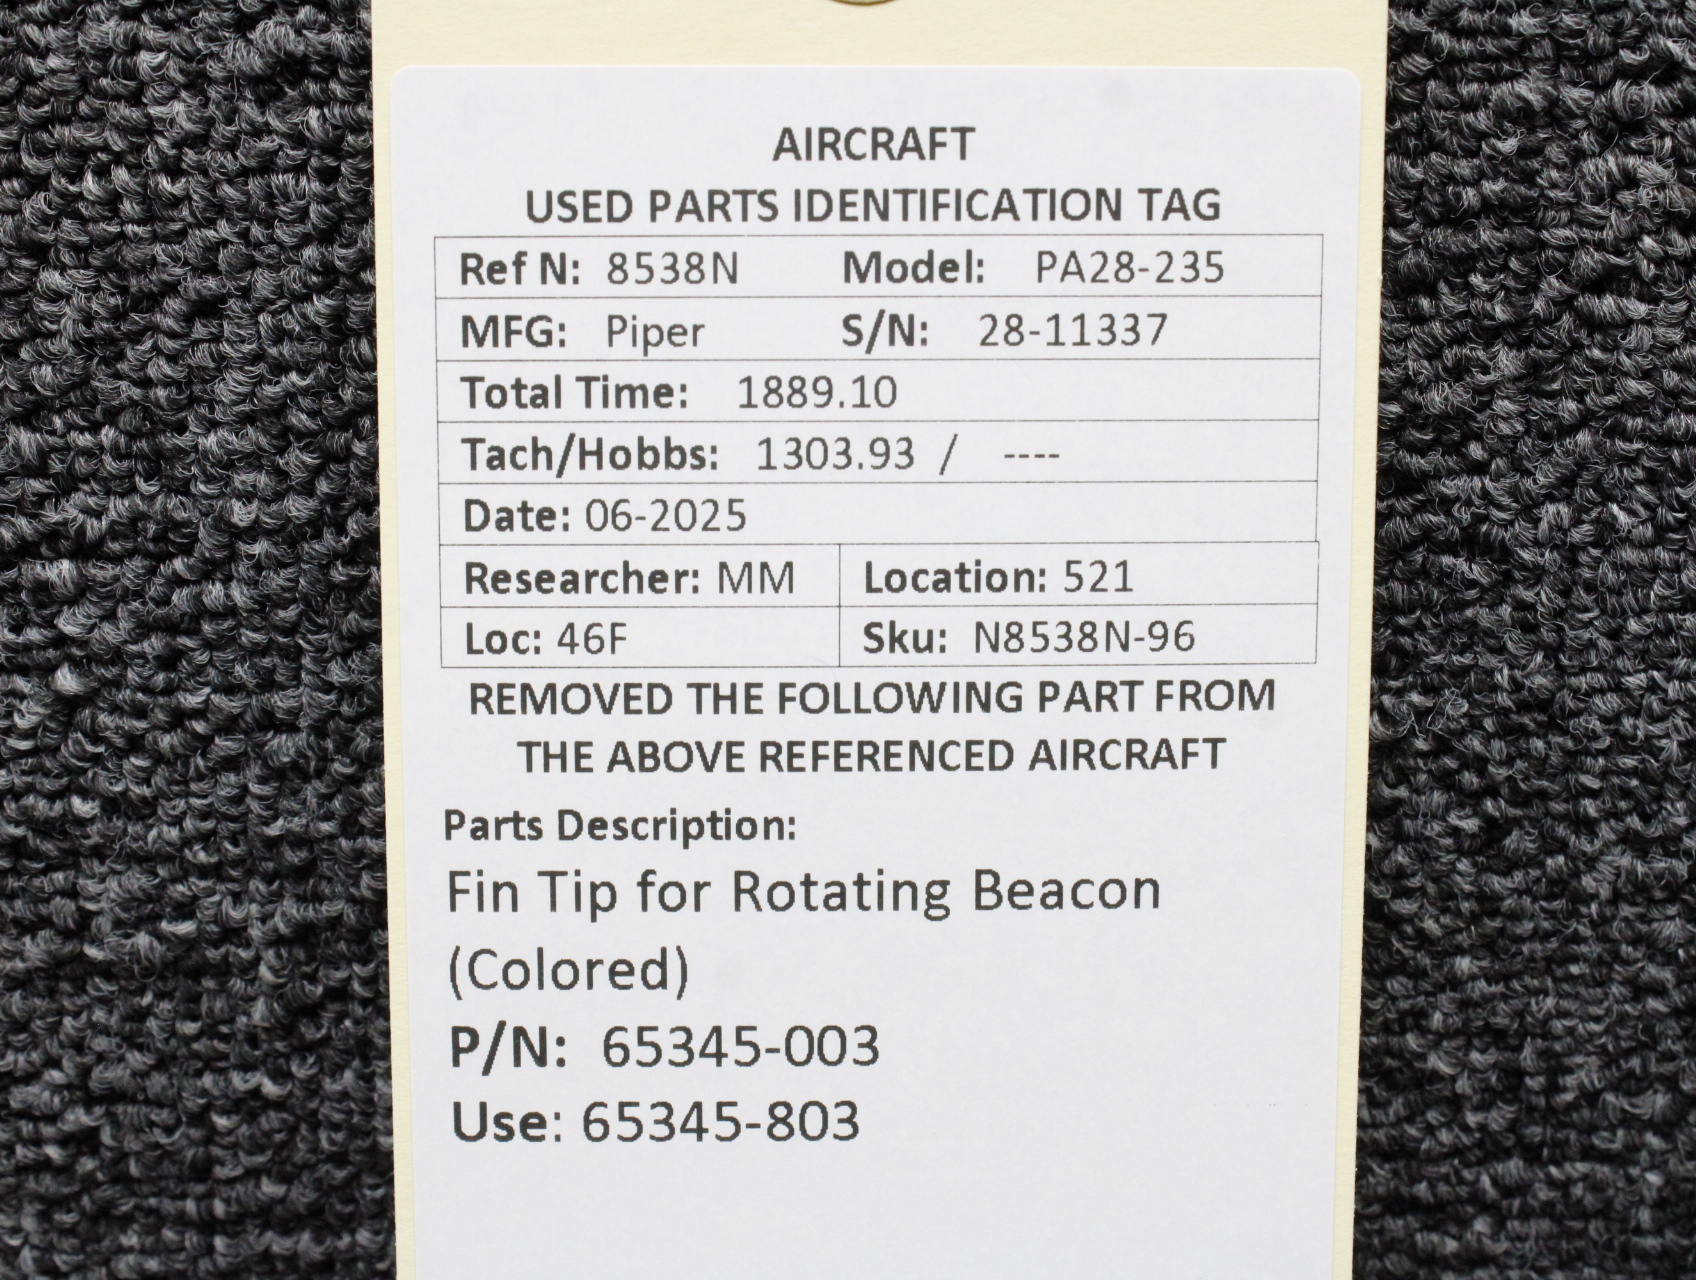 AIRCRAFT
USED PARTS IDENTIFICATION TAG
Ref N: 8538N Model: PA28-235
MFG: Piper S/N: 28-11337
Total Time: 1889.10
Tach/Hobbs: 1303.93 / ----
Date: 06-2025
Researcher: MM Location: 521
Loc: 46F Sku: N8538N-96
REMOVED THE FOLLOWING PART FROM
THE ABOVE REFERENCED AIRCRAFT
Parts Description:
Fin Tip for Rotating Beacon
(Colored)
P/N: 65345-003
Use: 65345-803